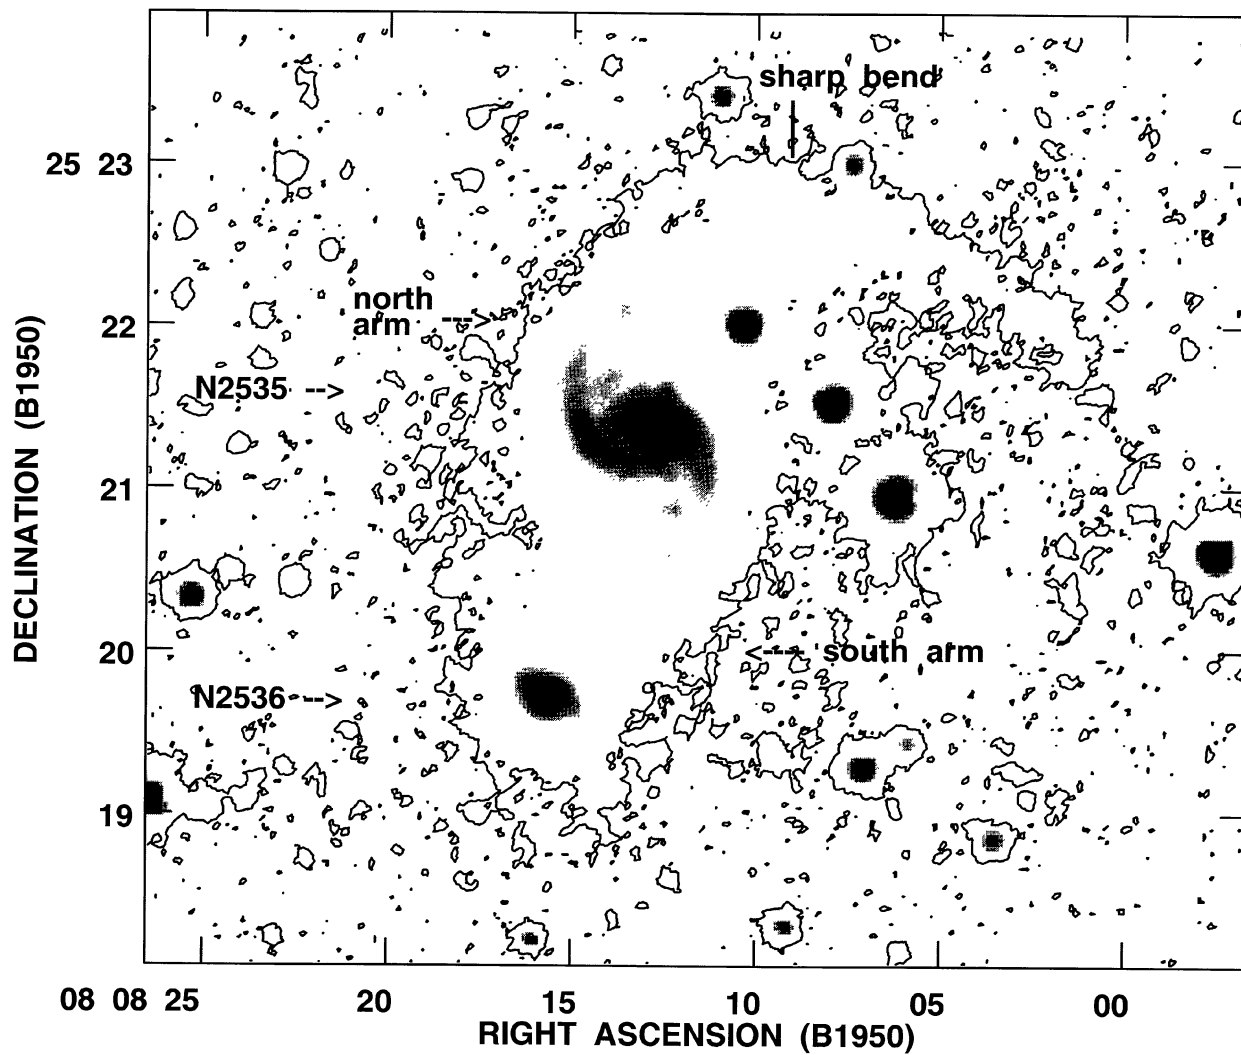 sharp bend
25 23
north
arm --->
22
N2535 -->
21
20
<---- south arm
N2536 -->
19
08 08 25 20 15 10 05 00
RIGHT ASCENSION (B1950)
DECLINATION (B1950)